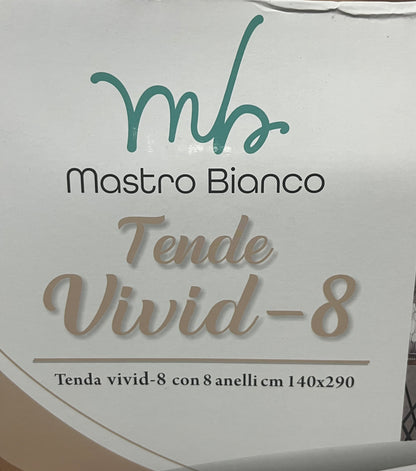 mb
Mastro Bianco
Tende
Vivid-8
Tenda vivid-8 con 8 anelli cm 140x290